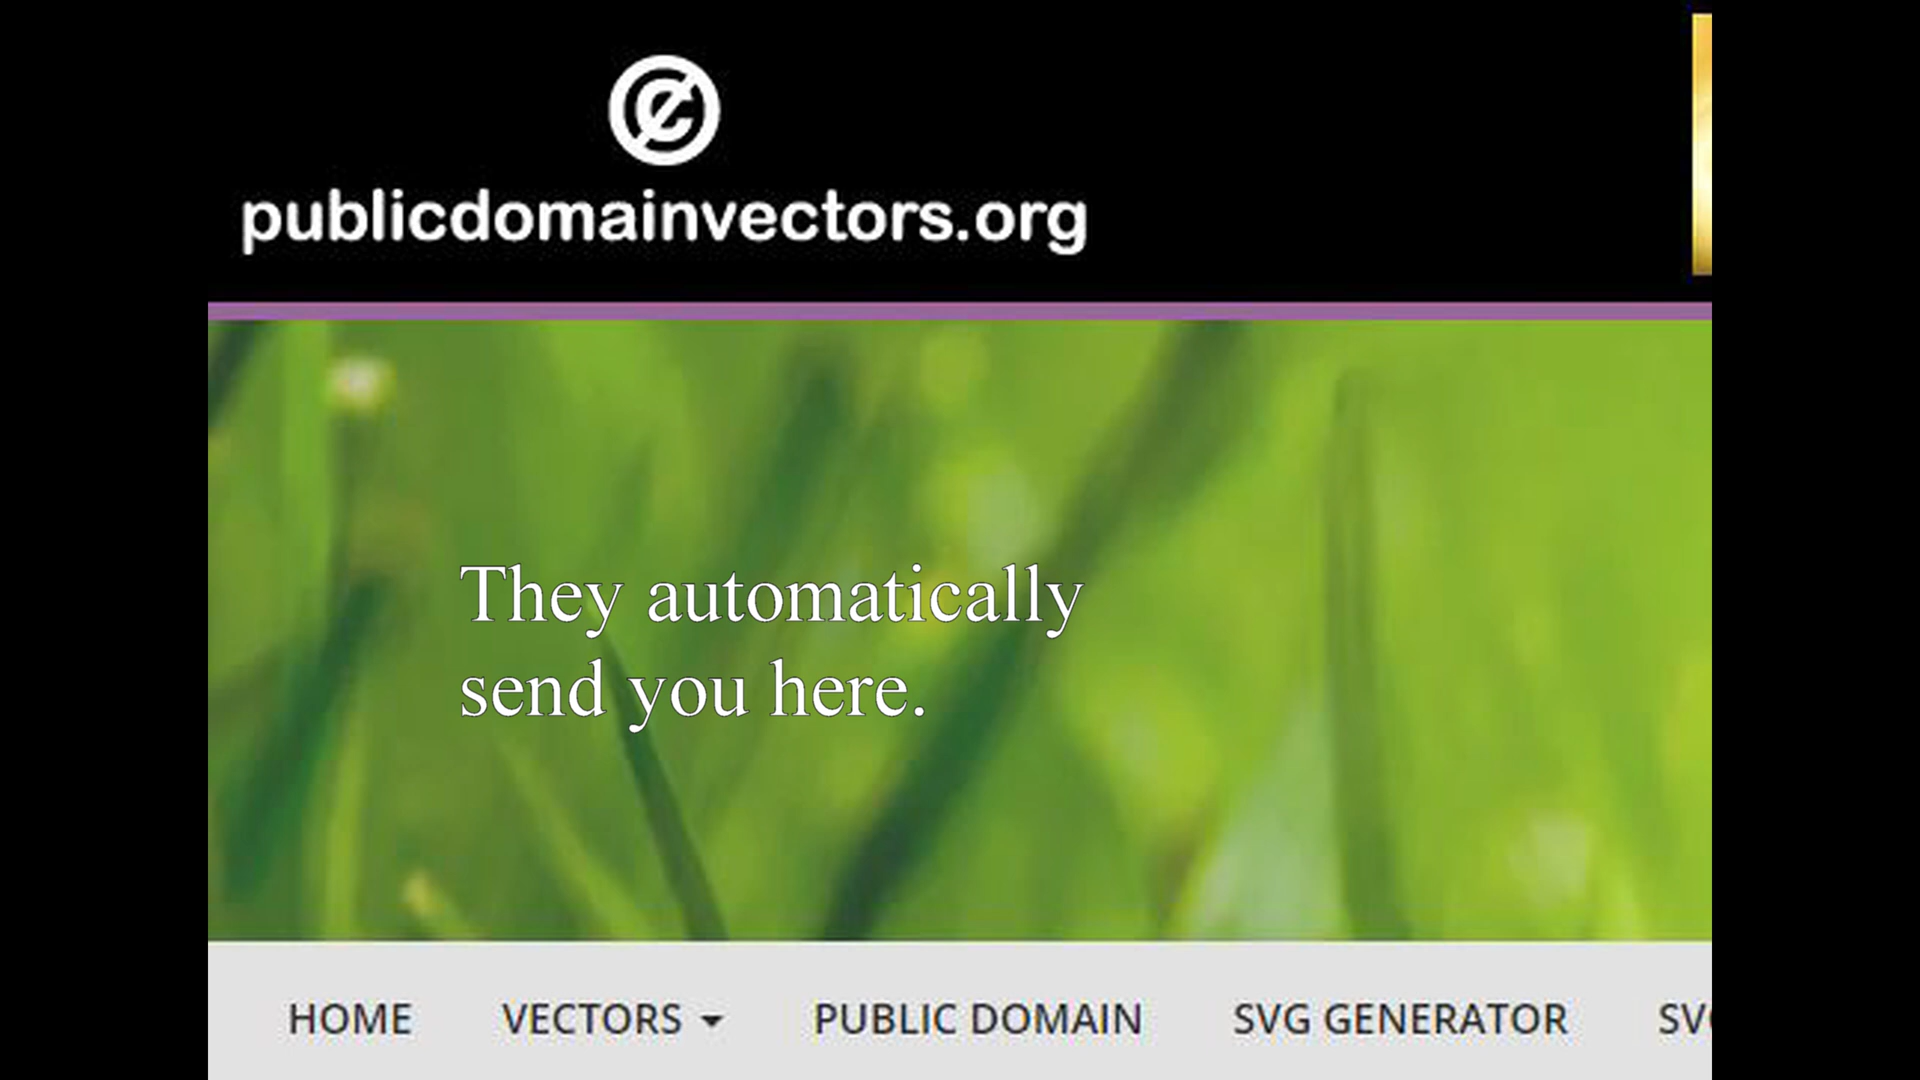 publicdomainvectors.org
They automatically
send you here.
HOME VECTORS PUBLIC DOMAIN SVG GENERATOR